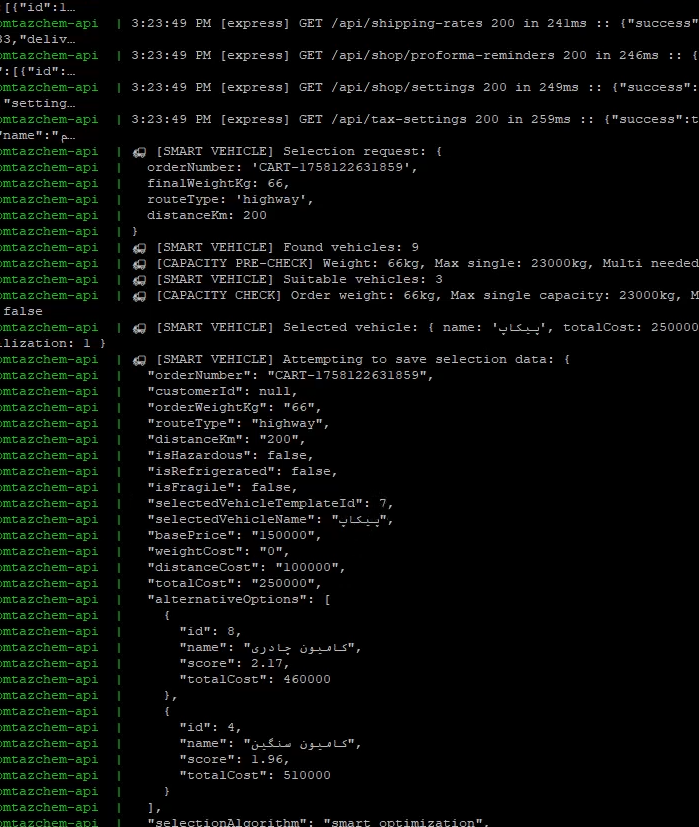 :[{"id":1…
omtazchem-api | 3:23:49 PM [express] GET /api/shipping-rates 200 in 241ms :: {"success"
33,"deliv…
omtazchem-api | 3:23:49 PM [express] GET /api/shop/proforma-reminders 200 in 246ms :: {
":[{"id":…
omtazchem-api | 3:23:49 PM [express] GET /api/shop/settings 200 in 249ms :: {"success":
"setting…
omtazchem-api | 3:23:49 PM [express] GET /api/tax-settings 200 in 259ms :: {"success":t
"name":"م…
omtazchem-api | 🚛 [SMART VEHICLE] Selection request: {
omtazchem-api | orderNumber: 'CART-1758122631859',
omtazchem-api | finalWeightKg: 66,
omtazchem-api | routeType: 'highway',
omtazchem-api | distanceKm: 200
omtazchem-api | }
omtazchem-api | 🚛 [SMART VEHICLE] Found vehicles: 9
omtazchem-api | 🚛 [CAPACITY PRE-CHECK] Weight: 66kg, Max single: 23000kg, Multi needed
omtazchem-api | 🚛 [SMART VEHICLE] Suitable vehicles: 3
omtazchem-api | 🚛 [CAPACITY CHECK] Order weight: 66kg, Max single capacity: 23000kg, M
false
omtazchem-api | 🚛 [SMART VEHICLE] Selected vehicle: { name: 'پیکاپ', totalCost: 250000
ilization: 1 }
omtazchem-api | 🚛 [SMART VEHICLE] Attempting to save selection data: {
omtazchem-api | "orderNumber": "CART-1758122631859",
omtazchem-api | "customerId": null,
omtazchem-api | "orderWeightKg": "66",
omtazchem-api | "routeType": "highway",
omtazchem-api | "distanceKm": "200",
omtazchem-api | "isHazardous": false,
omtazchem-api | "isRefrigerated": false,
omtazchem-api | "isFragile": false,
omtazchem-api | "selectedVehicleTemplateId": 7,
omtazchem-api | "selectedVehicleName": "پیکاپ",
omtazchem-api | "basePrice": "150000",
omtazchem-api | "weightCost": "0",
omtazchem-api | "distanceCost": "100000",
omtazchem-api | "totalCost": "250000",
omtazchem-api | "alternativeOptions": [
omtazchem-api | {
omtazchem-api | "id": 8,
omtazchem-api | "name": "کامیون چادری",
omtazchem-api | "score": 2.17,
omtazchem-api | "totalCost": 460000
omtazchem-api | },
omtazchem-api | {
omtazchem-api | "id": 4,
omtazchem-api | "name": "کامیون سنگین",
omtazchem-api | "score": 1.96,
omtazchem-api | "totalCost": 510000
omtazchem-api | }
omtazchem-api | ],
omtazchem-api | "selectionAlgorithm": "smart_optimization",